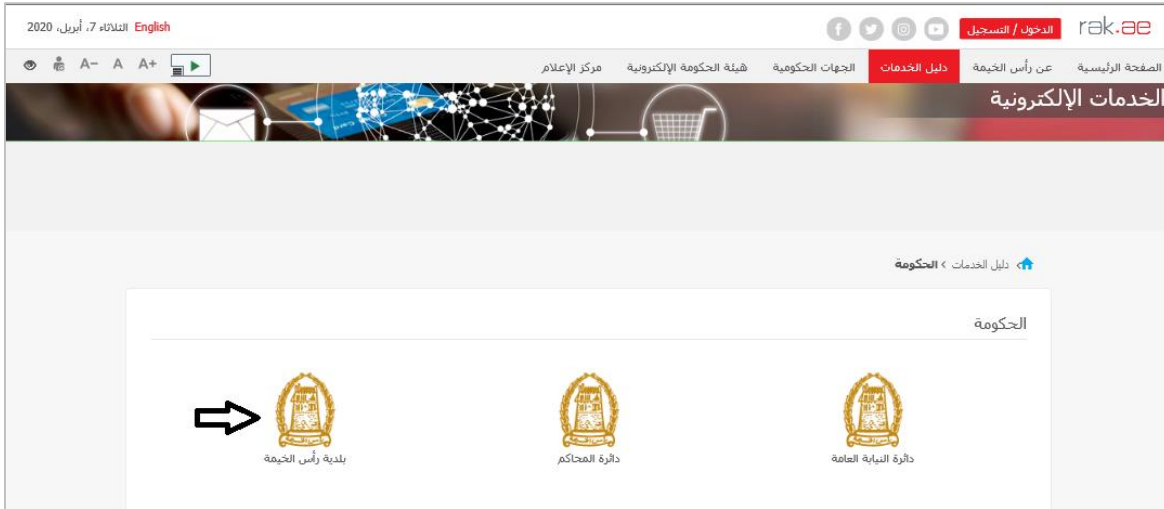 rak.ae
الدخول / التسجيل
English
الثلاثاء 7، أبريل، 2020
الصفحة الرئيسية
عن رأس الخيمة
دليل الخدمات
الجهات الحكومية
هيئة الحكومة الإلكترونية
مركز الإعلام
A+ A A-
الخدمات الإلكترونية
دليل الخدمات > الحكومة
الحكومة
دائرة النيابة العامة
دائرة المحاكم
بلدية رأس الخيمة